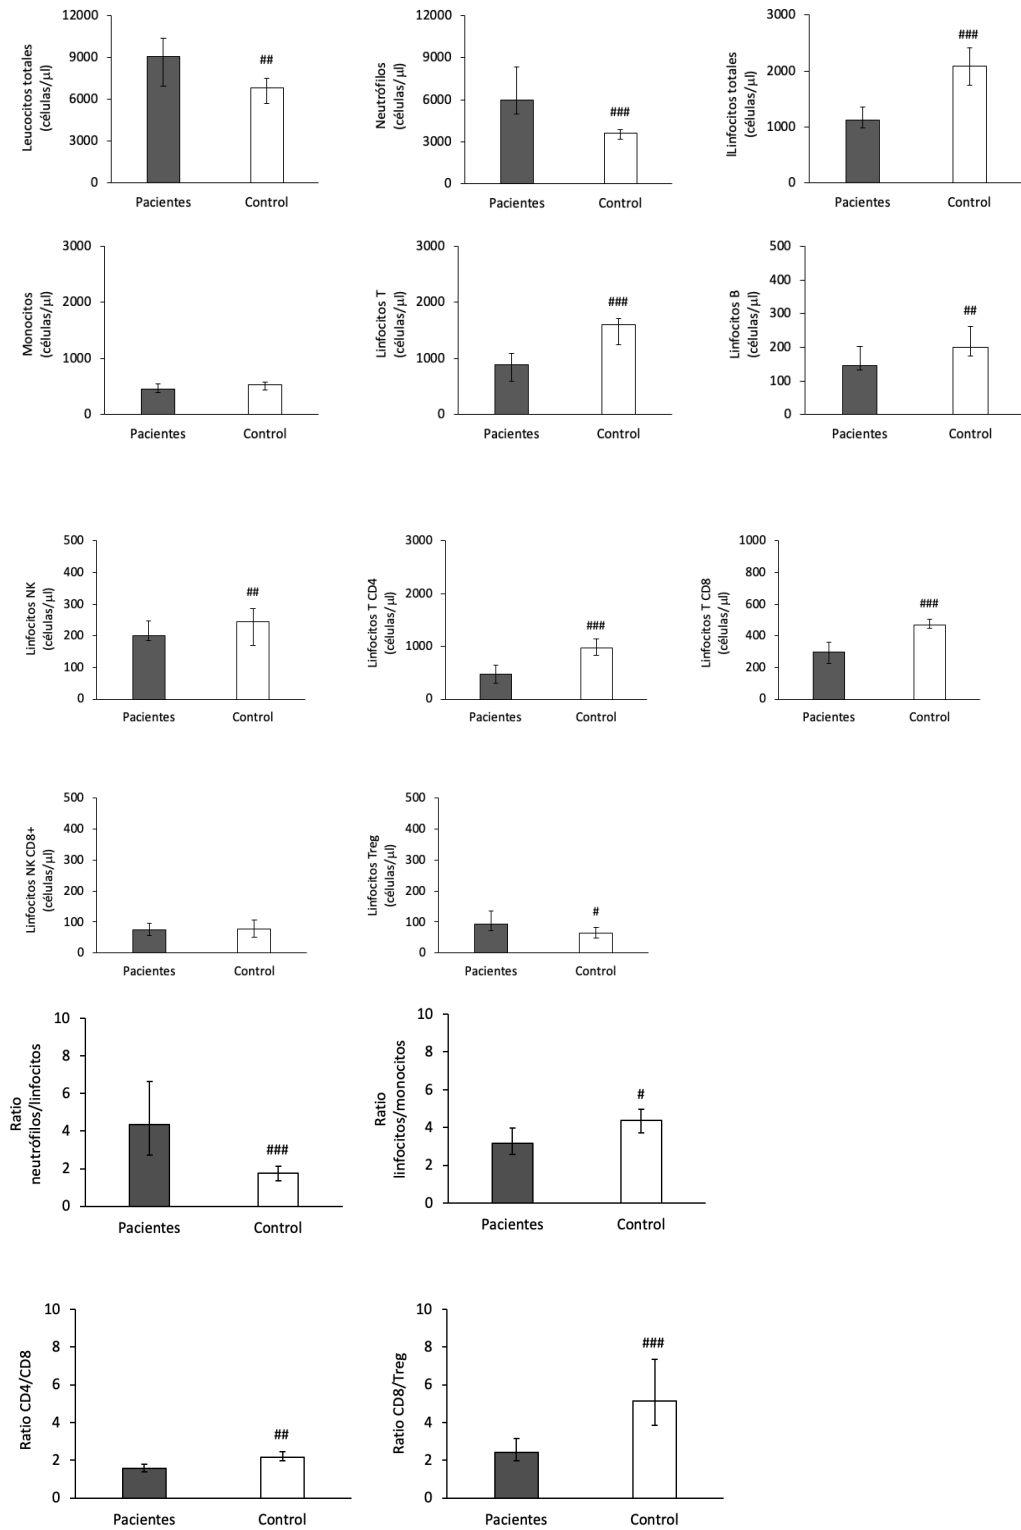 Leucocitos totales
(células/µl)
12000
9000
6000
3000
0
##
Pacientes
Control
Neutrófilos
(células/µl)
12000
9000
6000
3000
0
###
Pacientes
Control
lLinfocitos totales
(células/µl)
3000
2000
1000
0
###
Pacientes
Control
Monocitos
(células/µl)
3000
2000
1000
0
Pacientes
Control
Linfocitos T
(células/µl)
3000
2000
1000
0
###
Pacientes
Control
Linfocitos B
(células/µl)
500
400
300
200
100
0
##
Pacientes
Control
Linfocitos NK
(células/µl)
500
400
300
200
100
0
##
Pacientes
Control
Linfocitos T CD4
(células/µl)
3000
2000
1000
0
###
Pacientes
Control
Linfocitos T CD8
(células/µl)
1000
800
600
400
200
0
###
Pacientes
Control
Linfocitos NK CD8+
(células/µl)
500
400
300
200
100
0
Pacientes
Control
Linfocitos Treg
(células/µl)
500
400
300
200
100
0
#
Pacientes
Control
Ratio
neutrófilos/linfocitos
10
8
6
4
2
0
###
Pacientes
Control
Ratio
linfocitos/monocitos
10
8
6
4
2
0
#
Pacientes
Control
Ratio CD4/CD8
10
8
6
4
2
0
##
Pacientes
Control
Ratio CD8/Treg
10
8
6
4
2
0
###
Pacientes
Control